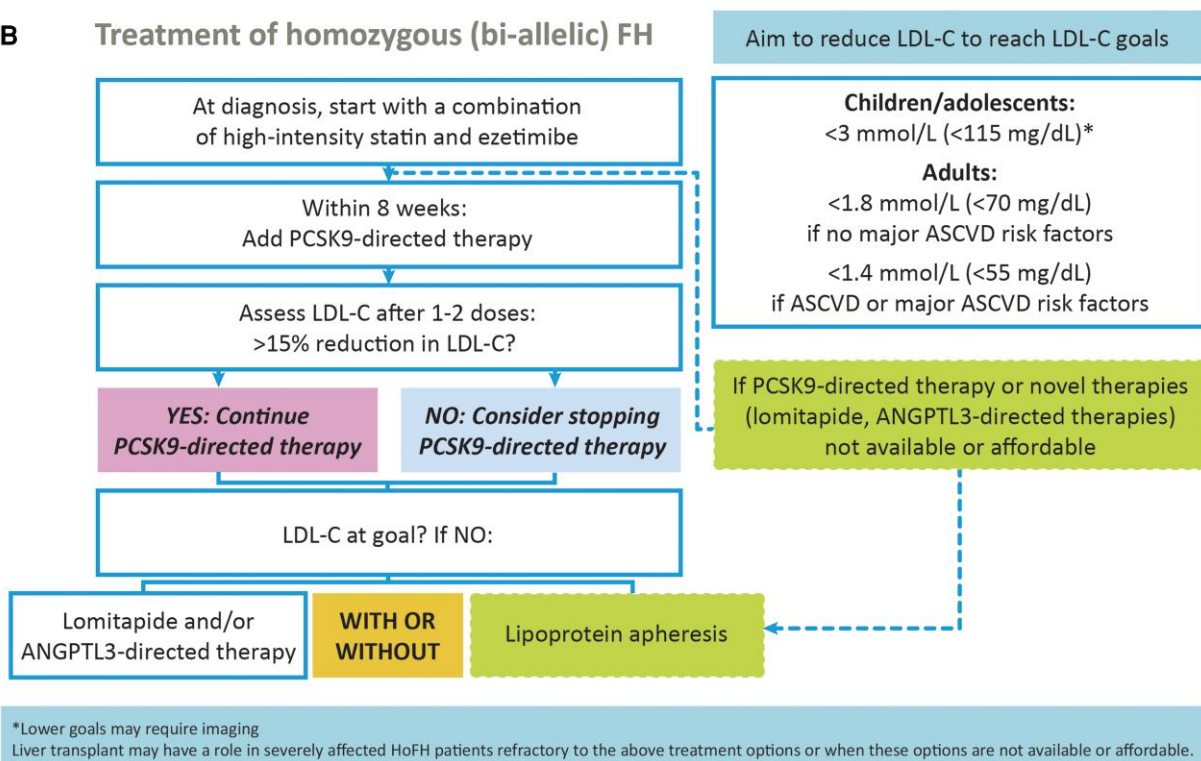 B
Treatment of homozygous (bi-allelic) FH
At diagnosis, start with a combination
of high-intensity statin and ezetimibe
Within 8 weeks:
Add PCSK9-directed therapy
Assess LDL-C after 1-2 doses:
>15% reduction in LDL-C?
YES: Continue
PCSK9-directed therapy
NO: Consider stopping
PCSK9-directed therapy
LDL-C at goal? If NO:
Lomitapide and/or
ANGPTL3-directed therapy
WITH OR
WITHOUT
Lipoprotein apheresis
Aim to reduce LDL-C to reach LDL-C goals
Children/adolescents:
<3 mmol/L (<115 mg/dL)*
Adults:
<1.8 mmol/L (<70 mg/dL)
if no major ASCVD risk factors
<1.4 mmol/L (<55 mg/dL)
if ASCVD or major ASCVD risk factors
If PCSK9-directed therapy or novel therapies
(lomitapide, ANGPTL3-directed therapies)
not available or affordable
*Lower goals may require imaging
Liver transplant may have a role in severely affected HoFH patients refractory to the above treatment options or when these options are not available or affordable.